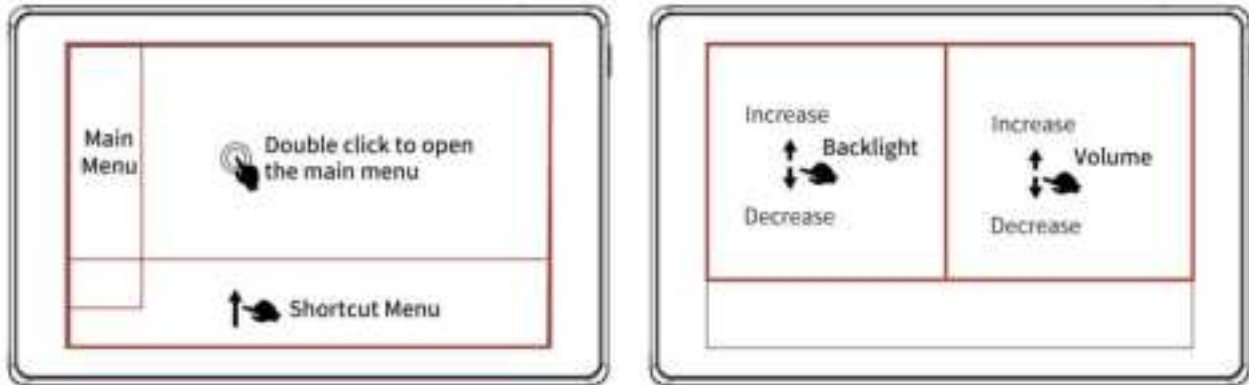 Main
Menu
Double click to open
the main menu
Shortcut Menu
Increase
Backlight
Decrease
Increase
Volume
Decrease